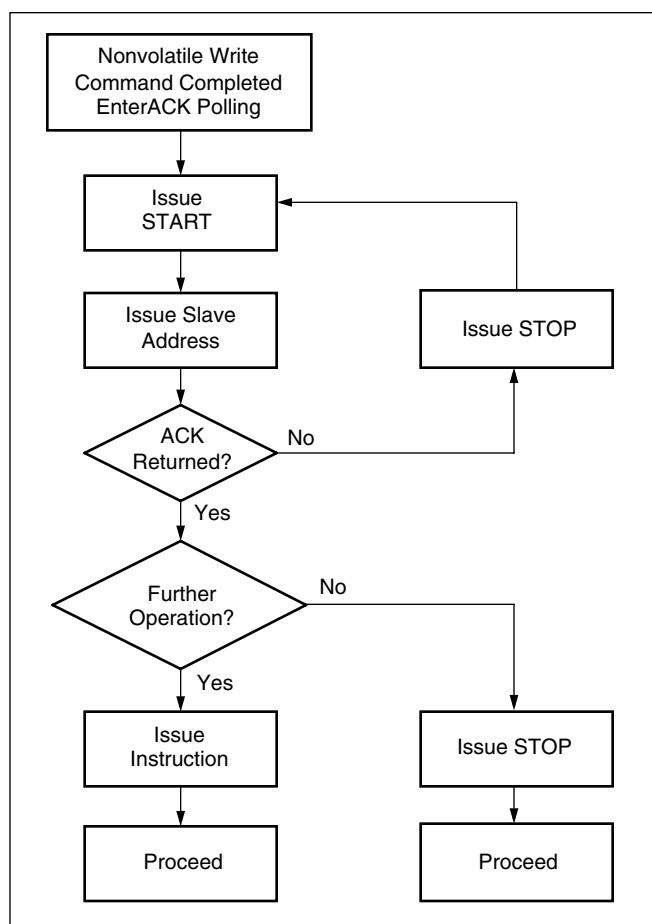 Nonvolatile Write
Command Completed
EnterACK Polling
Issue
START
Issue Slave
Address
Issue STOP
ACK
Returned?
No
Yes
Further
Operation?
No
Yes
Issue
Instruction
Issue STOP
Proceed
Proceed